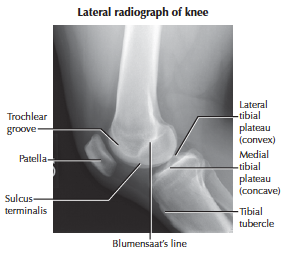 Lateral radiograph of knee
Trochlear
groove
Patella
Sulcus
terminalis
Lateral
tibial
plateau
(convex)
Medial
tibial
plateau
(concave)
Tibial
tubercle
Blumensaat's line